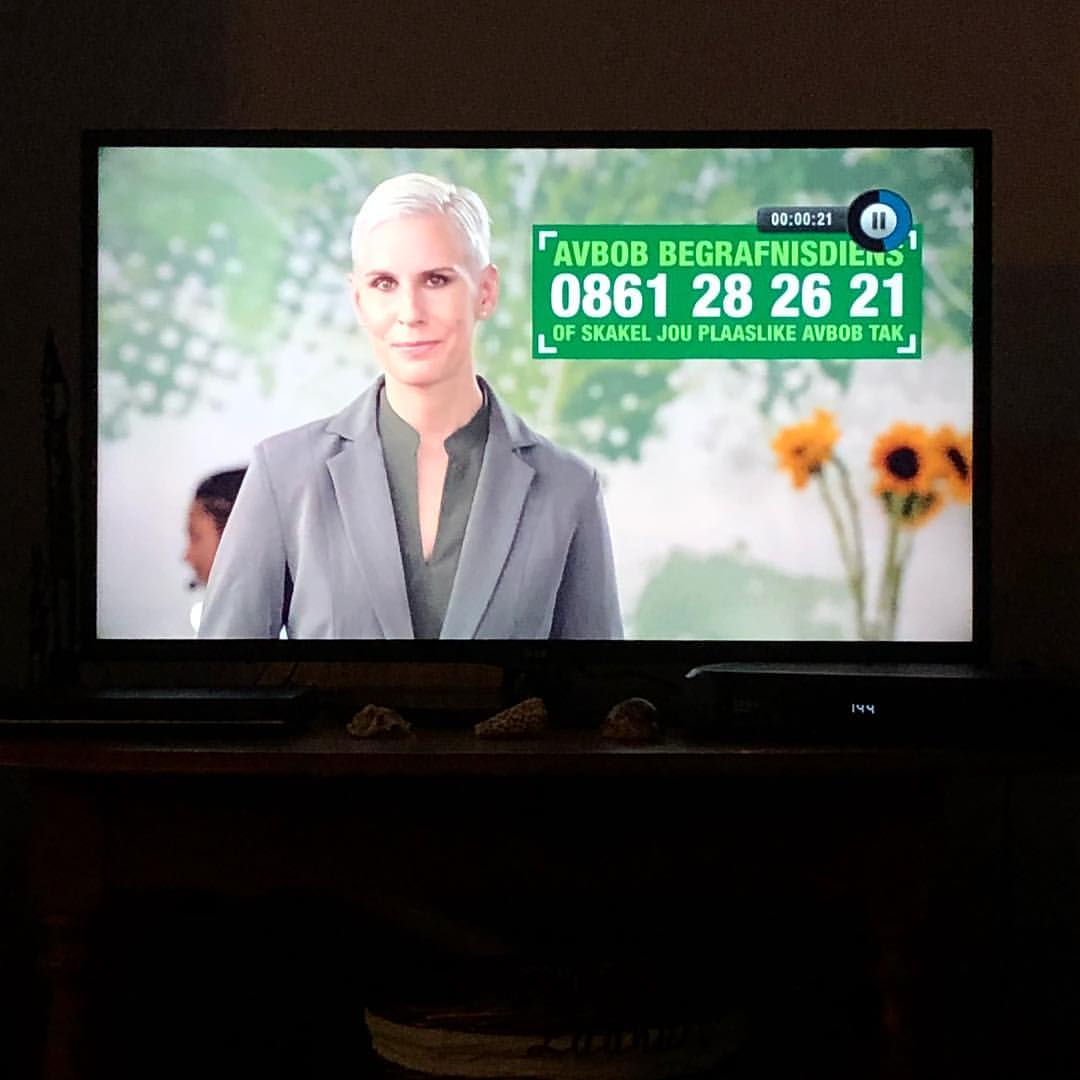 00:00:21
AVBOB BEGRAFNISDIENS
0861 28 26 21
OF SKAKEL JOU PLAASLIKE AVBOB TAK
144